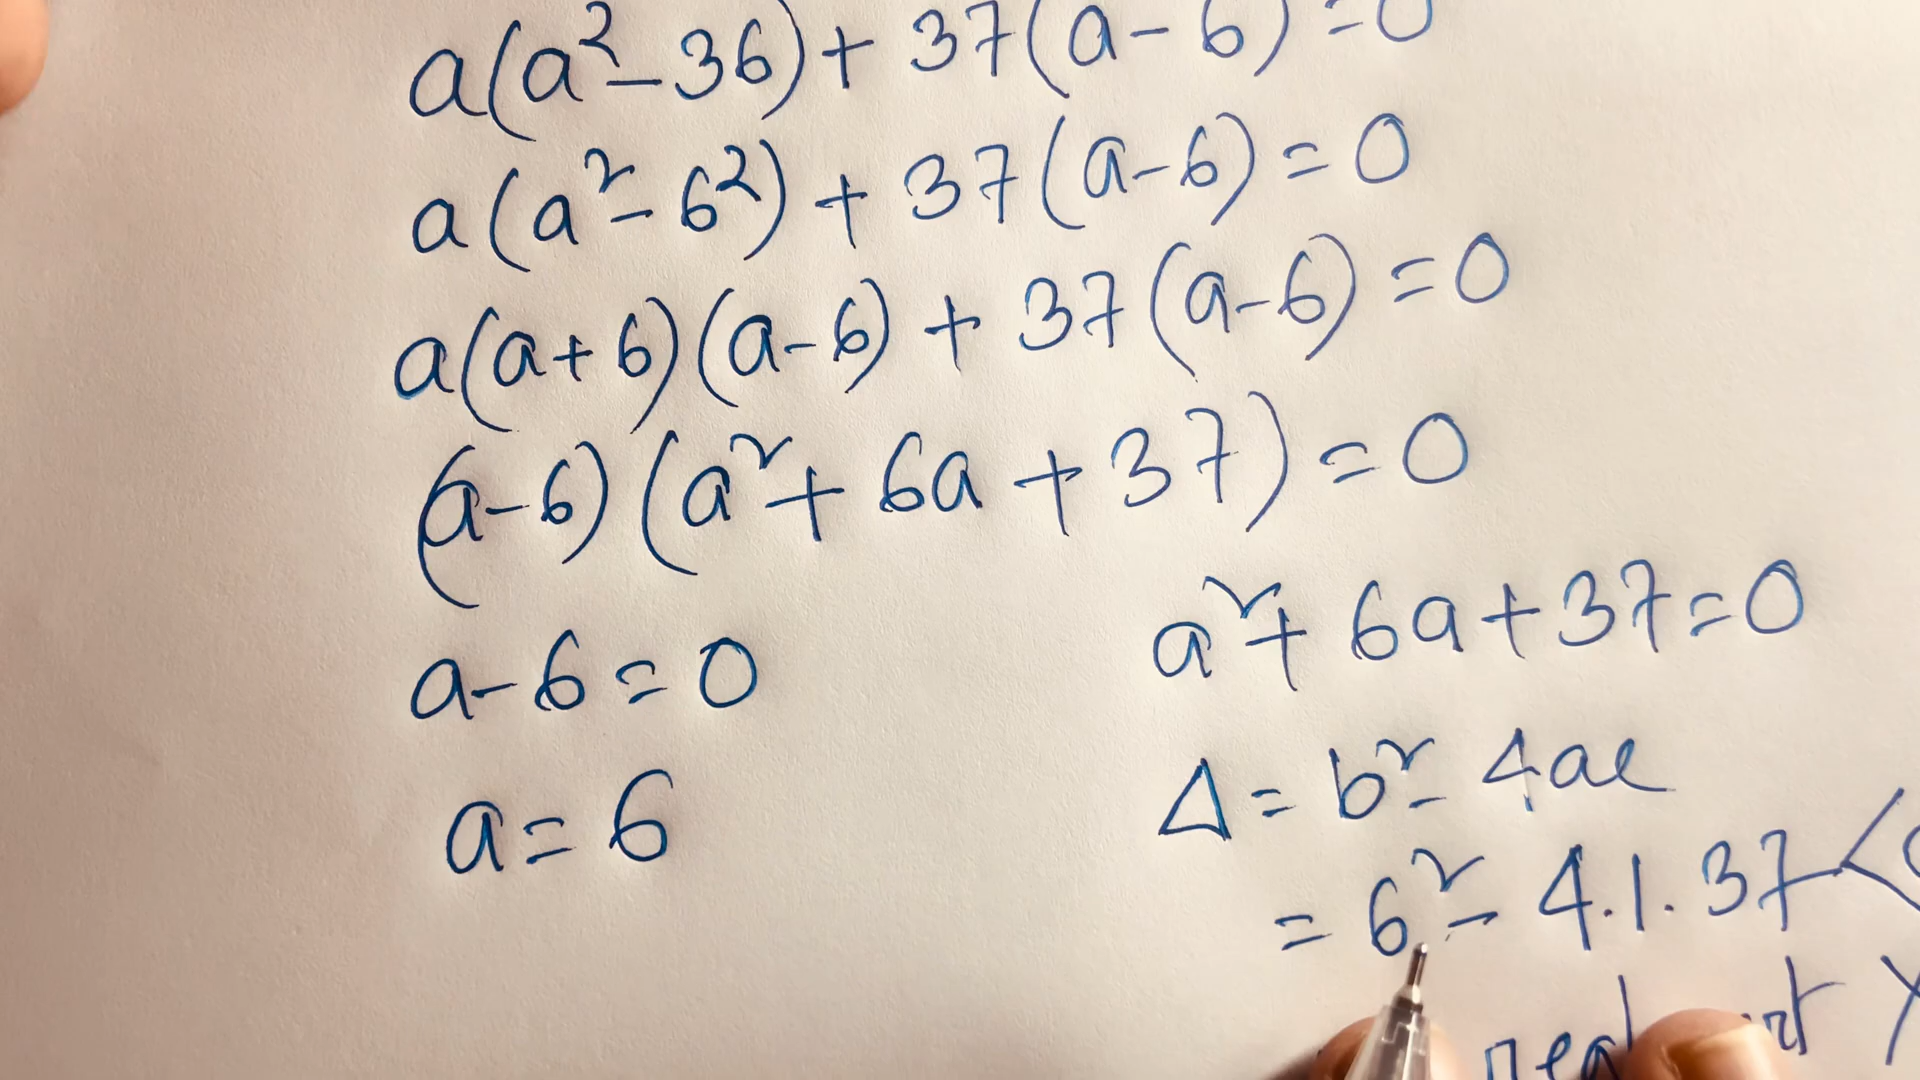 a(a²-36)+ 37(a-6)=0
a(a²-6²)+ 37(a-6)=0
a(a+6)(a-6)+ 37(a-6)=0
(a-6)(a²+ 6a+37)=0
a-6=0
a=6
a²+ 6a+37=0
Δ= b²- 4ac
= 6²- 4.1.37<
real